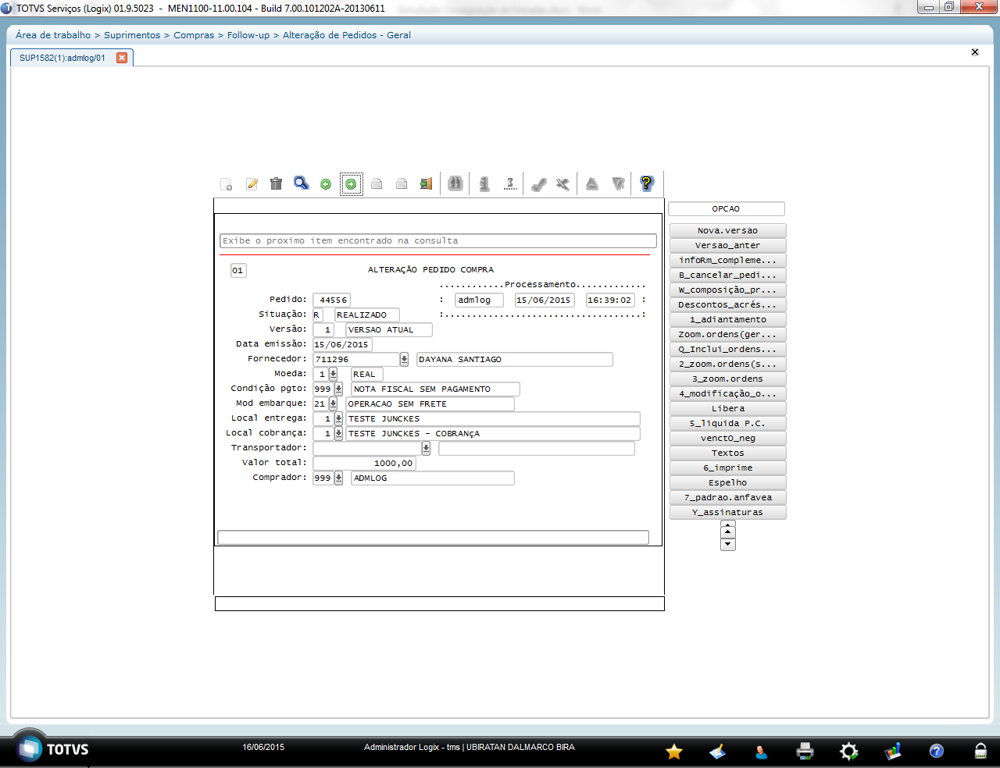 TOTVS Serviços (Logix) 01.9.5023 - MEN1100-11.00.104 - Build 7.00.101202A-20130611
Área de trabalho > Suprimentos > Compras > Follow-up > Alteração de Pedidos - Geral
SUP1582(1):admlog/01
OPCAO
Exibe o proximo item encontrado na consulta
01
ALTERAÇÃO PEDIDO COMPRA
............Processamento.............
Pedido: 44556 : admlog 15/06/2015 16:39:02 :
Situação: R REALIZADO :....................................:
Versão: 1 VERSAO ATUAL
Data emissão: 15/06/2015
Fornecedor: 711296 DAYANA SANTIAGO
Moeda: 1 REAL
Condição pgto: 999 NOTA FISCAL SEM PAGAMENTO
Mod embarque: 21 OPERACAO SEM FRETE
Local entrega: 1 TESTE JUNCKES
Local cobrança: 1 TESTE JUNCKES - COBRANçA
Transportador:
Valor total: 1000,00
Comprador: 999 ADMLOG
Nova.versao
Versao_anter
infoRm_compleme...
B_cancelar_pedi...
W_composição_pr...
Descontos_acrés...
1_adiantamento
Zoom.ordens(ger...
Q_Inclui_ordens...
2_zoom.ordens(s...
3_zoom.ordens
4_modificação_o...
Libera
5_liquida P.C.
venctO_neg
Textos
6_imprime
Espelho
7_padrao.anfavea
Y_assinaturas
TOTVS
16/06/2015
Administrador Logix - tms | UBIRATAN DALMARCO BIRA